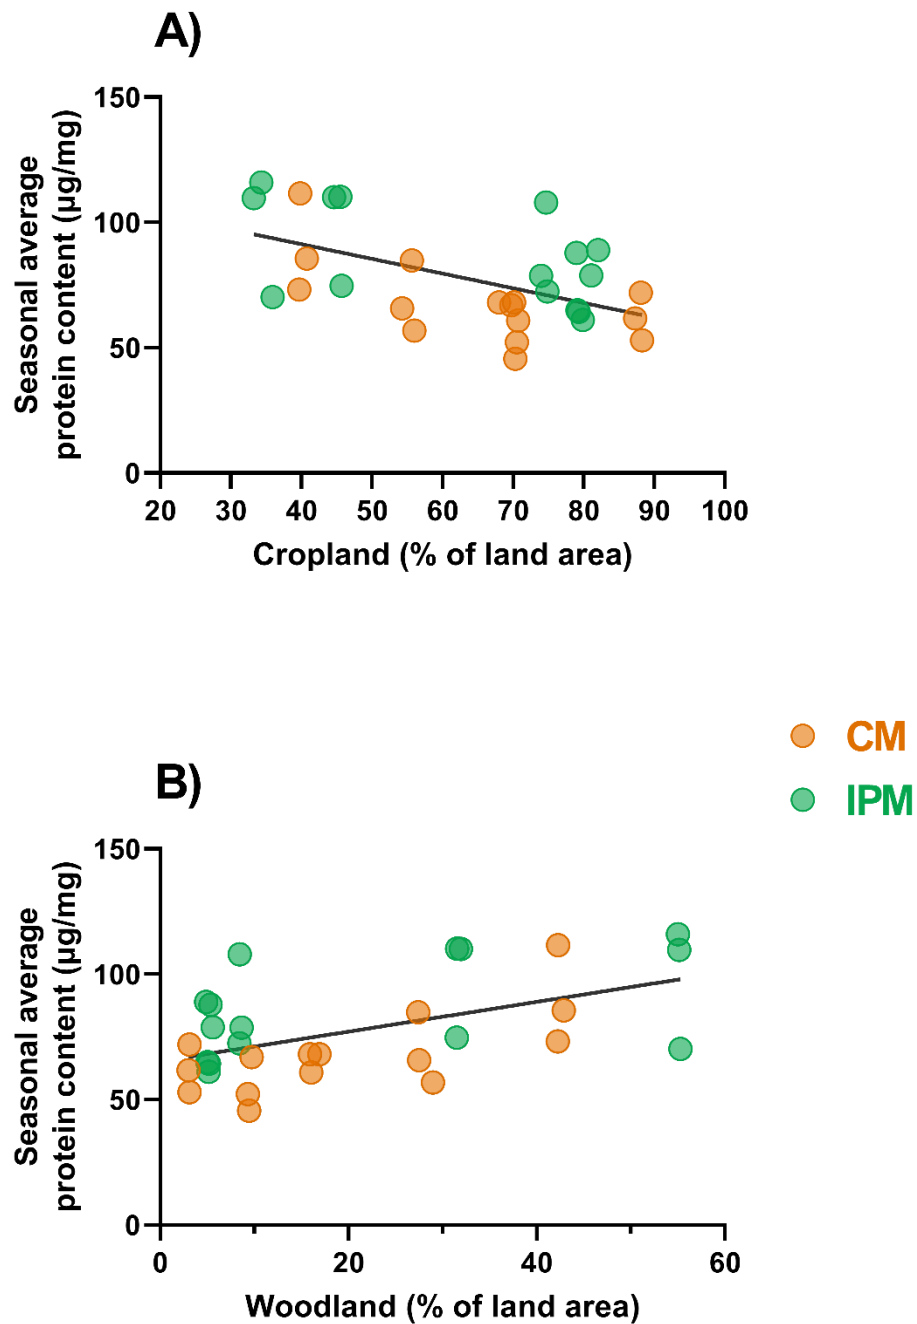 A)
Seasonal average
protein content (µg/mg)
150
100
50
0
20 30 40 50 60 70 80 90 100
Cropland (% of land area)
CM
IPM
B)
Seasonal average
protein content (µg/mg)
150
100
50
0
0 20 40 60
Woodland (% of land area)